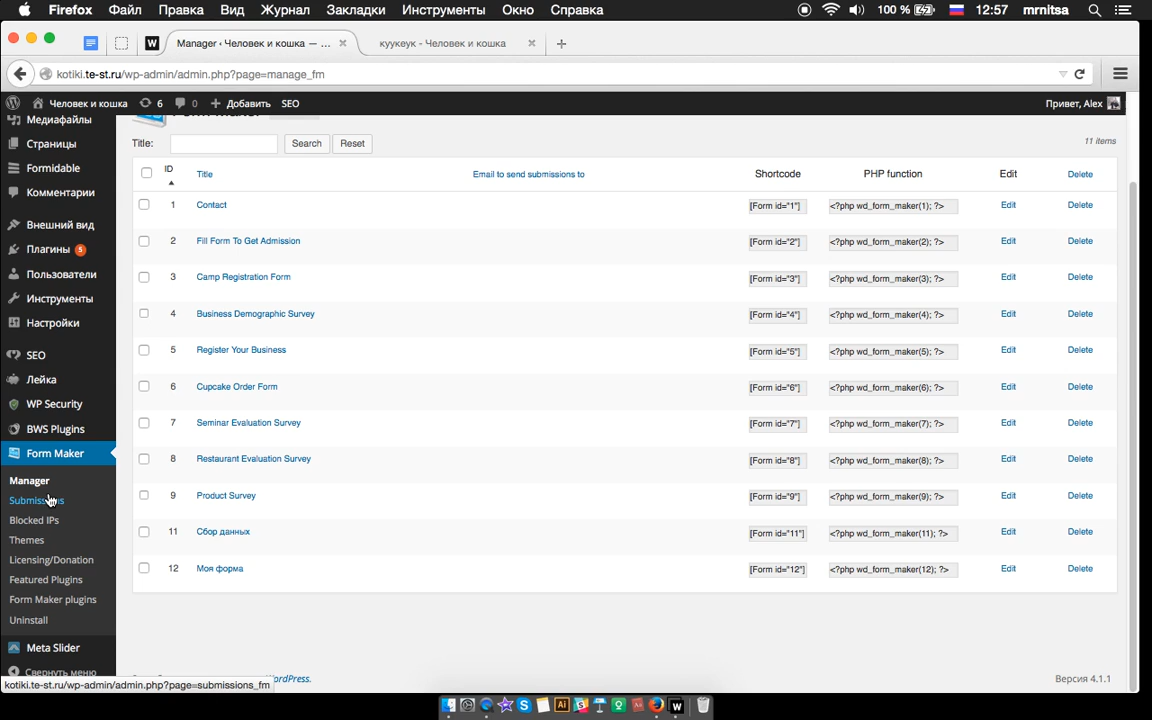 Firefox Файл Правка Вид Журнал Закладки Инструменты Окно Справка 100 % 12:57 mrnitsa
W Manager ‹ Человек и кошка — ... × куукеук - Человек и кошка × +
kotiki.te-st.ru/wp-admin/admin.php?page=manage_fm
Человек и кошка 6 0 + Добавить SEO Привет, Alex
Медиафайлы
Страницы
Formidable
Комментарии
Внешний вид
Плагины 5
Пользователи
Инструменты
Настройки
SEO
Лейка
WP Security
BWS Plugins
Form Maker
Manager
Blocked IPs
Themes
Licensing/Donation
Featured Plugins
Form Maker plugins
Uninstall
Meta Slider
Свернуть меню
kotiki.te-st.ru/wp-admin/admin.php?page=submissions_fm
Title: Search Reset 11 items
ID Title Email to send submissions to Shortcode PHP function Edit Delete
1 Contact [Form id="1"] <?php wd_form_maker(1); ?> Edit Delete
2 Fill Form To Get Admission [Form id="2"] <?php wd_form_maker(2); ?> Edit Delete
3 Camp Registration Form [Form id="3"] <?php wd_form_maker(3); ?> Edit Delete
4 Business Demographic Survey [Form id="4"] <?php wd_form_maker(4); ?> Edit Delete
5 Register Your Business [Form id="5"] <?php wd_form_maker(5); ?> Edit Delete
6 Cupcake Order Form [Form id="6"] <?php wd_form_maker(6); ?> Edit Delete
7 Seminar Evaluation Survey [Form id="7"] <?php wd_form_maker(7); ?> Edit Delete
8 Restaurant Evaluation Survey [Form id="8"] <?php wd_form_maker(8); ?> Edit Delete
9 Product Survey [Form id="9"] <?php wd_form_maker(9); ?> Edit Delete
11 Сбор данных [Form id="11"] <?php wd_form_maker(11); ?> Edit Delete
12 Моя форма [Form id="12"] <?php wd_form_maker(12); ?> Edit Delete
Версия 4.1.1